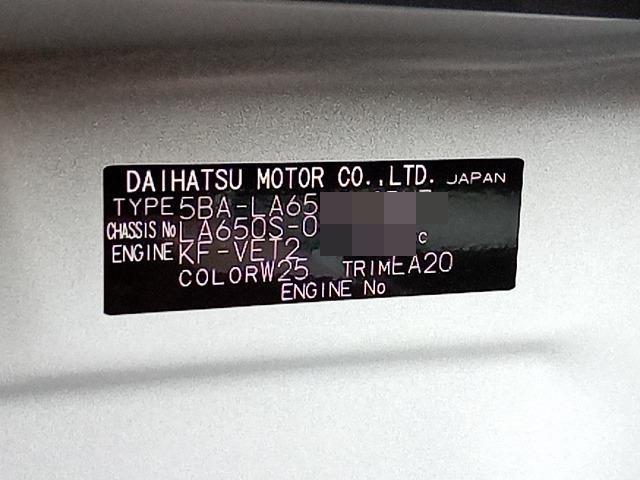 DAIHATSU MOTOR CO.,LTD. JAPAN
TYPE 5BA-LA65
CHASSIS No LA650S-0
ENGINE KF-VET2
COLOR W25 TRIM EA20
ENGINE No